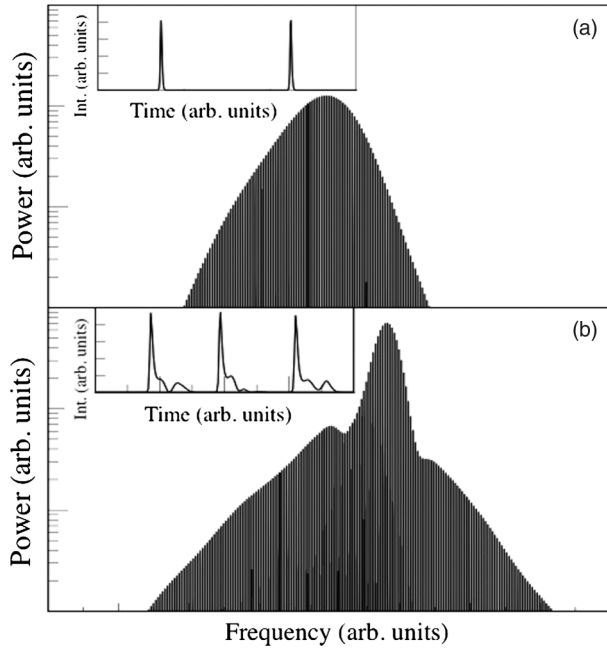 (a)
Int. (arb. units)
Time (arb. units)
Power (arb. units)
(b)
Int. (arb. units)
Time (arb. units)
Power (arb. units)
Frequency (arb. units)